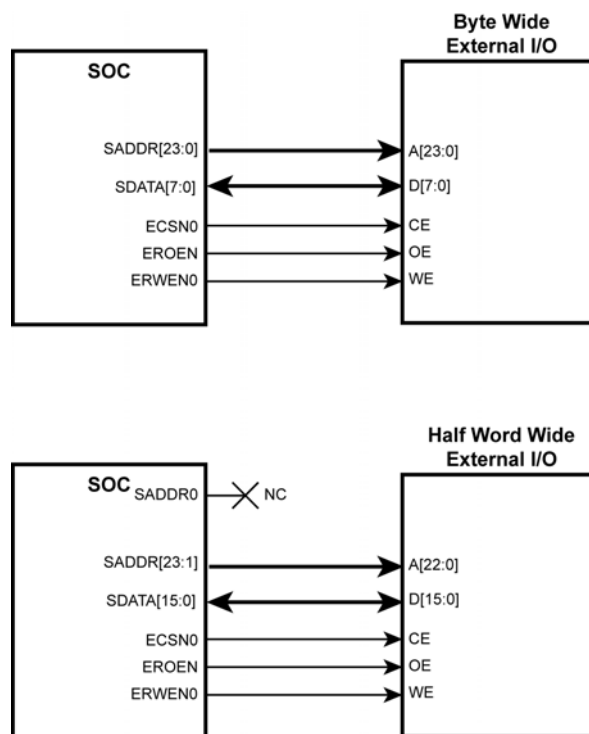 Byte Wide
External I/O
SOC
SADDR[23:0]
A[23:0]
SDATA[7:0]
D[7:0]
ECSN0
CE
EROEN
OE
ERWEN0
WE
Half Word Wide
External I/O
SOC
SADDR0
NC
SADDR[23:1]
A[22:0]
SDATA[15:0]
D[15:0]
ECSN0
CE
EROEN
OE
ERWEN0
WE